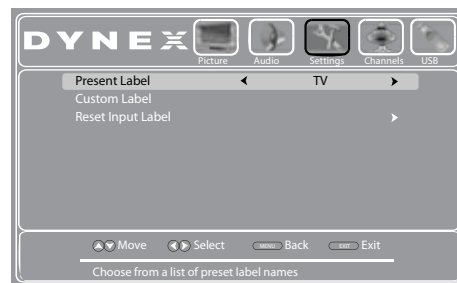 DYNEX
Picture Audio Settings Channels USB
Present Label TV
Custom Label
Reset Input Label
Move Select MENU Back EXIT Exit
Choose from a list of preset label names